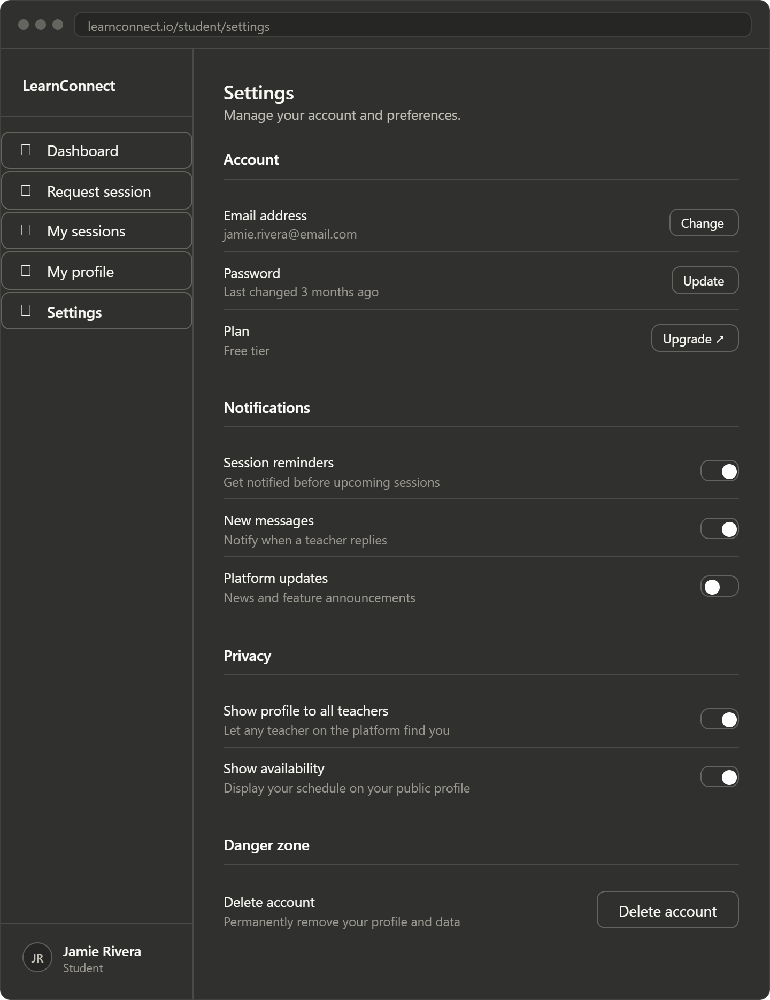 learnconnect.io/student/settings
LearnConnect
Dashboard
Request session
My sessions
My profile
Settings
Jamie Rivera
JR
Student
Settings
Manage your account and preferences.
Account
Email address
jamie.rivera@email.com
Change
Password
Last changed 3 months ago
Update
Plan
Free tier
Upgrade ↗
Notifications
Session reminders
Get notified before upcoming sessions
New messages
Notify when a teacher replies
Platform updates
News and feature announcements
Privacy
Show profile to all teachers
Let any teacher on the platform find you
Show availability
Display your schedule on your public profile
Danger zone
Delete account
Permanently remove your profile and data
Delete account